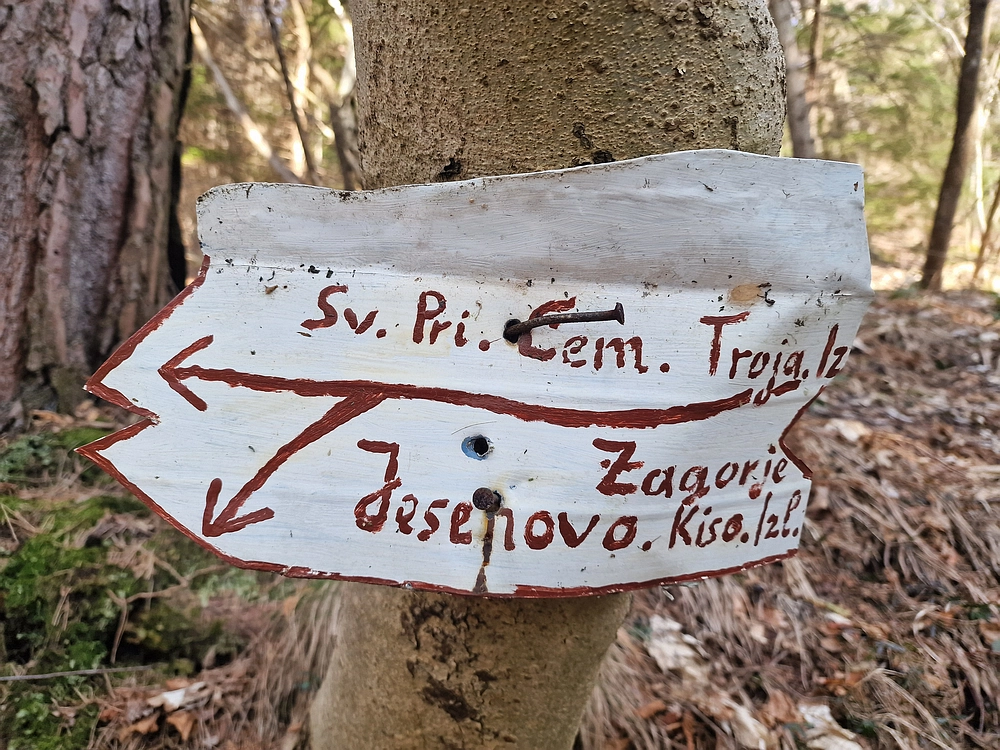 Sv. Pri. Cem. Troja. Iz
Zagorje
Jesenovo. Kiso. Izl.